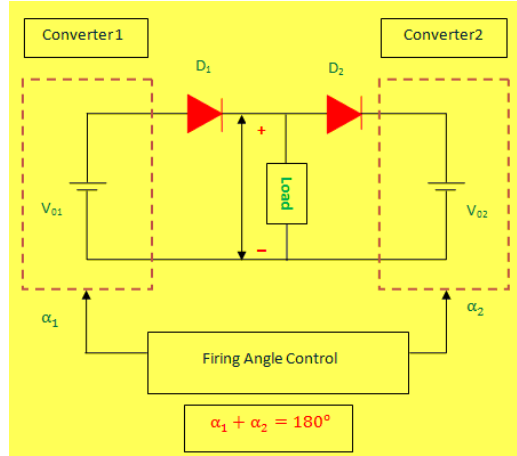 Converter1
Converter2
D₁
D₂
+
Load
V₀₁
V₀₂
−
α₁
α₂
Firing Angle Control
α₁ + α₂ = 180°